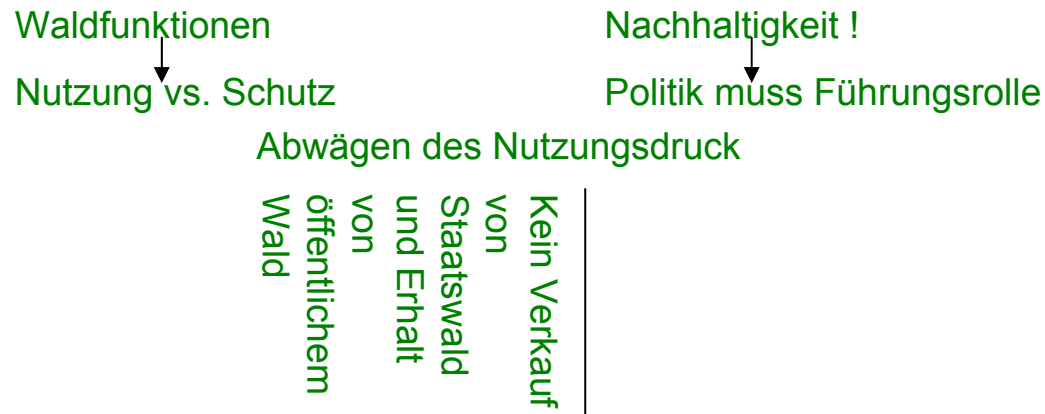 Waldfunktionen
Nachhaltigkeit !
Nutzung vs. Schutz
Politik muss Führungsrolle
Abwägen des Nutzungsdruck
Kein Verkauf
von
Staatswald
und Erhalt
von
öffentlichem
Wald